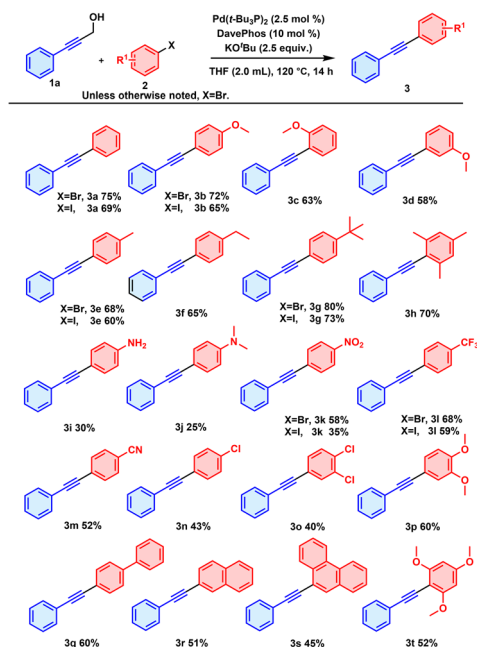 OH
R¹ X
Pd(t-Bu₃P)₂ (2.5 mol %)
DavePhos (10 mol %)
KOᵗBu (2.5 equiv.)
THF (2.0 mL), 120 °C, 14 h
R¹
1a + 2 3
Unless otherwise noted, X=Br.
O O
O
X=Br, 3a 75% X=Br, 3b 72% 3c 63% 3d 58%
X=I, 3a 69% X=I, 3b 65%
X=Br, 3e 68% 3f 65% X=Br, 3g 80% 3h 70%
X=I, 3e 60% X=I, 3g 73%
NH₂ N NO₂ CF₃
3i 30% 3j 25% X=Br, 3k 58% X=Br, 3l 68%
X=I, 3k 35% X=I, 3l 59%
CN Cl Cl O
Cl O
3m 52% 3n 43% 3o 40% 3p 60%
O O
O
3q 60% 3r 51% 3s 45% 3t 52%